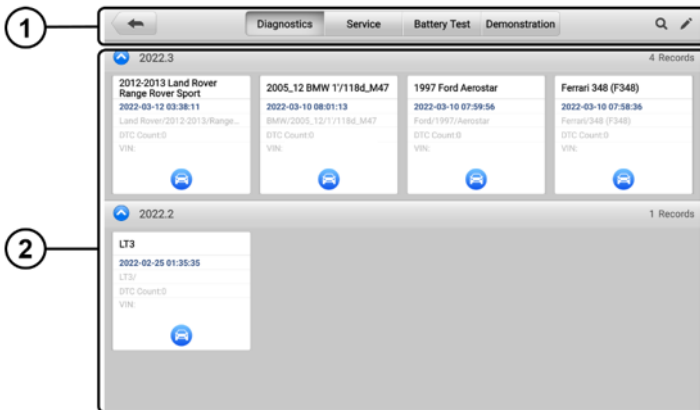 1
Diagnostics Service Battery Test Demonstration
2022.3 4 Records
2012-2013 Land Rover
Range Rover Sport
2022-03-12 03:38:11
Land Rover/2012-2013/Range...
DTC Count:0
VIN:
2005_12 BMW 1'/118d_M47
2022-03-10 08:01:13
BMW/2005_12/1'/118d_M47
DTC Count:0
VIN:
1997 Ford Aerostar
2022-03-10 07:59:56
Ford/1997/Aerostar
DTC Count:0
VIN:
Ferrari 348 (F348)
2022-03-10 07:58:36
Ferrari/348 (F348)
DTC Count:0
VIN:
2
2022.2 1 Records
LT3
2022-02-25 01:35:35
LT3/
DTC Count:0
VIN: